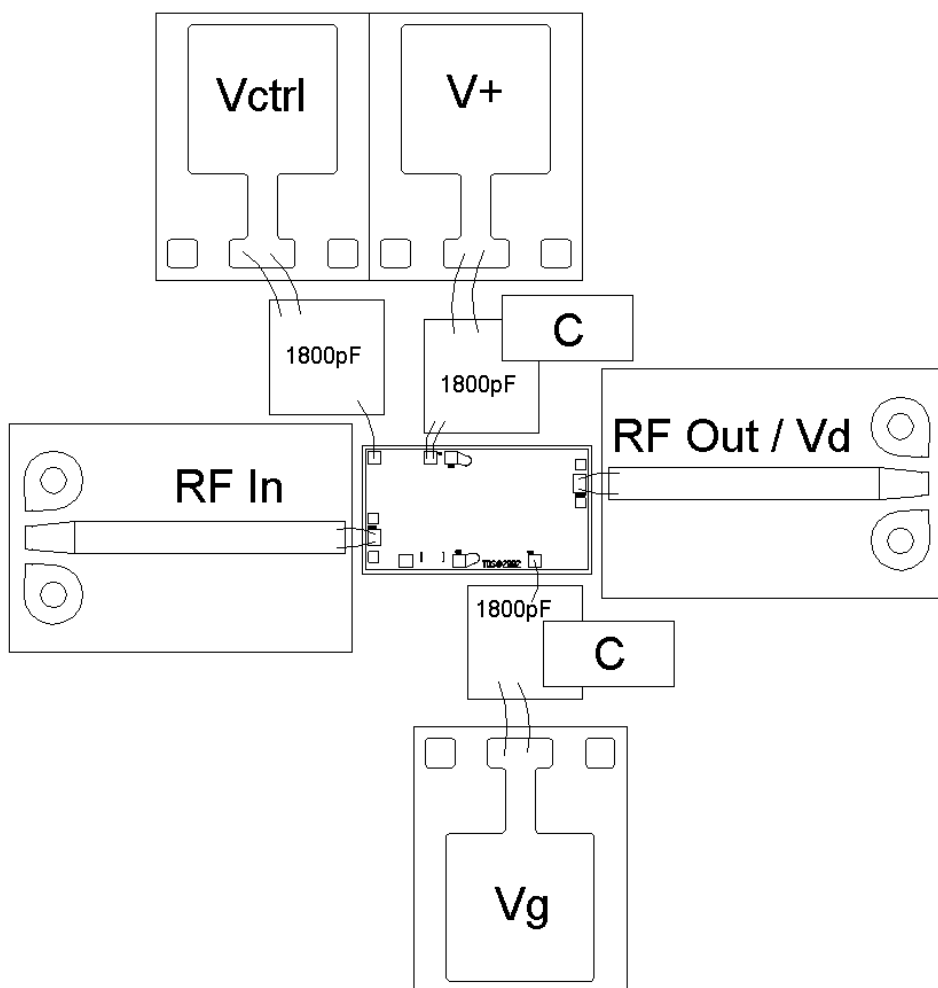 Vctrl
V+
1800pF
C
1800pF
RF Out / Vd
RF In
1800pF
C
Vg